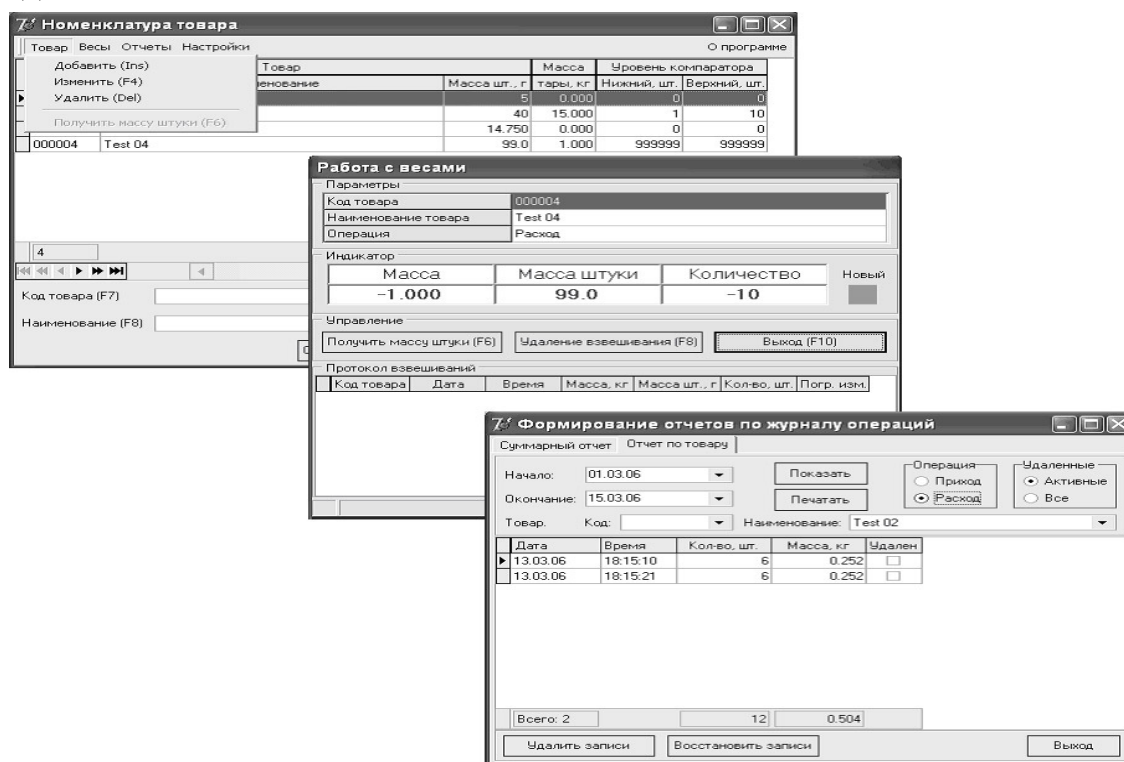 Номенклатура товара
Товар Весы Отчеты Настройки О программе
Добавить (Ins)
Изменить (F4)
Удалить (Del)
Получить массу штуки (F6)
Товар Масса Уровень компаратора
Масса шт., г тары, кг Нижний, шт. Верхний, шт.
5 0.000 0 0
40 15.000 1 10
14.750 0.000 0 0
000004 Test 04 99.0 1.000 999999 999999
4
Код товара (F7)
Наименование (F8)
Работа с весами
Параметры
Код товара 000004
Наименование товара Test 04
Операция Расход
Индикатор
Масса Масса штуки Количество Новый
-1.000 99.0 -10
Управление
Получить массу штуки (F6) Удаление взвешивания (F8) Выход (F10)
Протокол взвешиваний
Код товара Дата Время Масса, кг Масса шт., г Кол-во, шт. Погр. изм.
Формирование отчетов по журналу операций
Суммарный отчет Отчет по товару
Начало: 01.03.06 Показать Операция Приход Расход Удаленные Активные Все
Окончание: 15.03.06 Печатать
Товар. Код: Наименование: Test 02
Дата Время Кол-во, шт. Масса, кг Удален
13.03.06 18:15:10 6 0.252
13.03.06 18:15:21 6 0.252
Всего: 2 12 0.504
Удалить записи Восстановить записи Выход